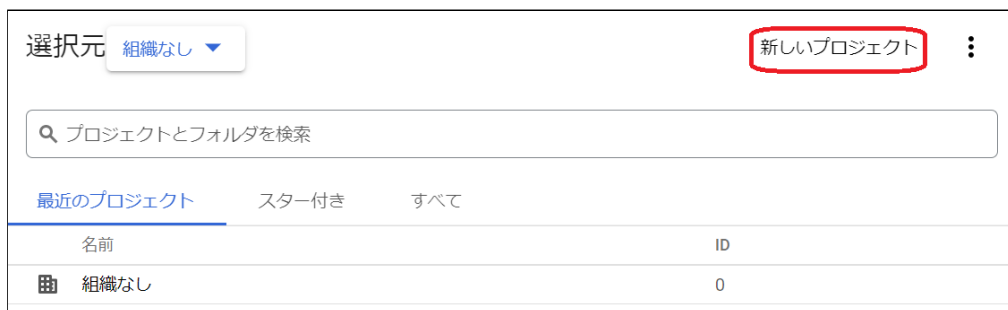 選択元 組織なし 新しいプロジェクト
プロジェクトとフォルダを検索
最近のプロジェクト スター付き すべて
名前 ID
組織なし 0